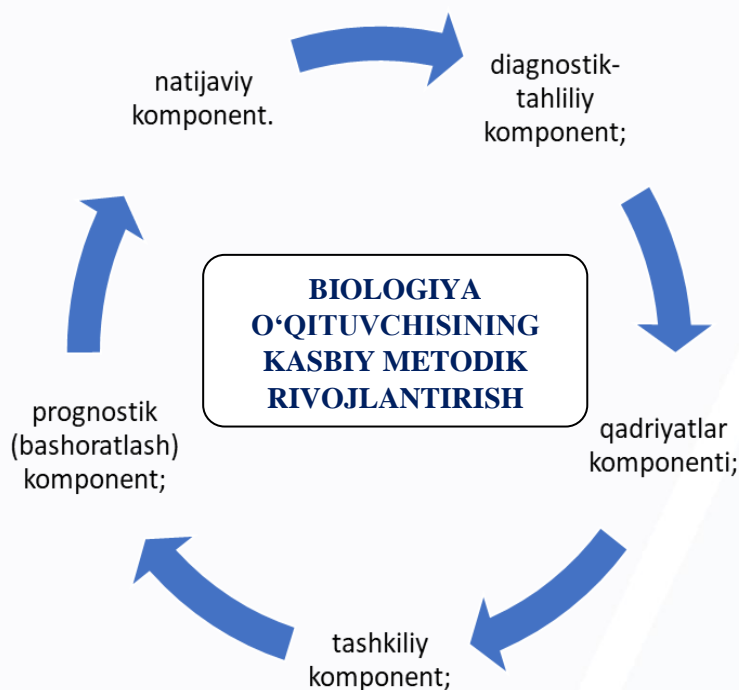 natijaviy
komponent.
diagnostik-
tahliliy
komponent;
BIOLOGIYA
O‘QITUVCHISINING
KASBIY METODIK
RIVOJLANTIRISH
prognostik
(bashoratlash)
komponent;
qadriyatlar
komponenti;
tashkiliy
komponent;